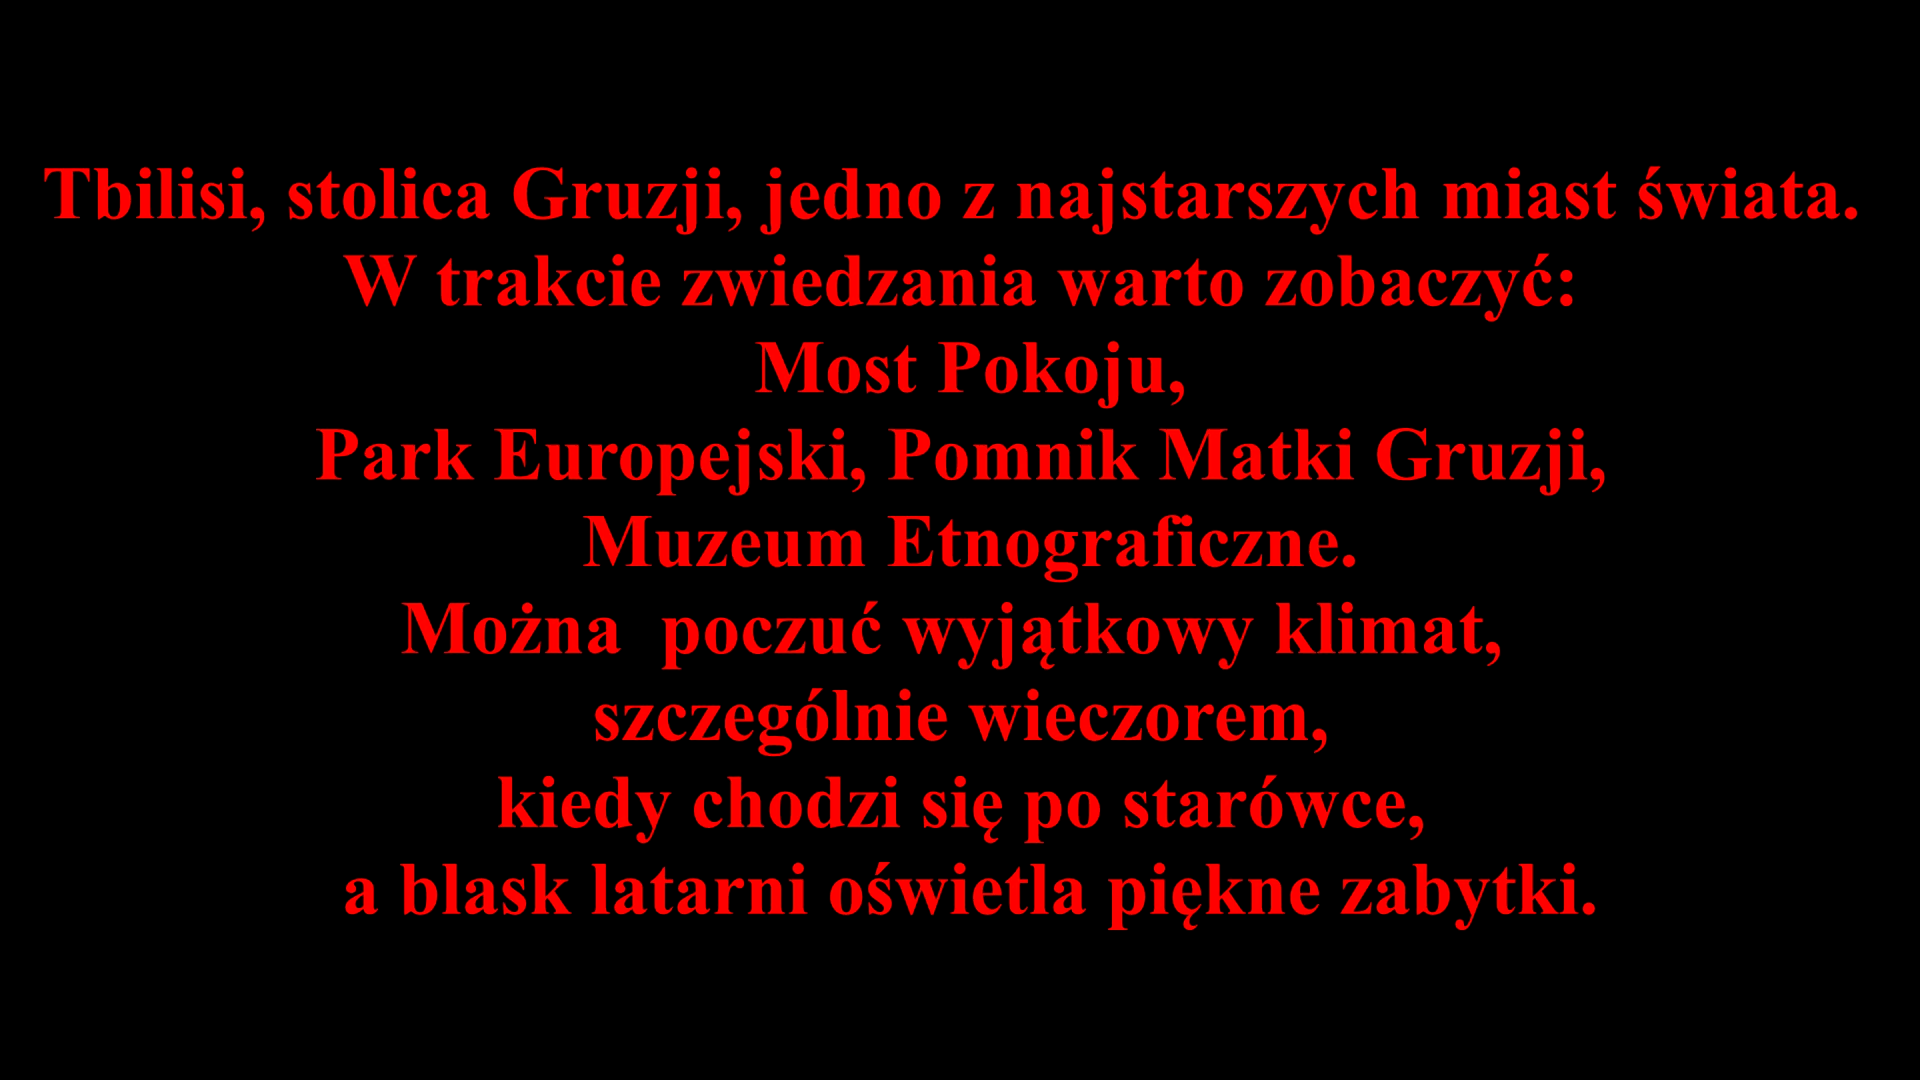 Tbilisi, stolica Gruzji, jedno z najstarszych miast świata.
W trakcie zwiedzania warto zobaczyć:
Most Pokoju,
Park Europejski, Pomnik Matki Gruzji,
Muzeum Etnograficzne.
Można  poczuć wyjątkowy klimat,
szczególnie wieczorem,
kiedy chodzi się po starówce,
a blask latarni oświetla piękne zabytki.